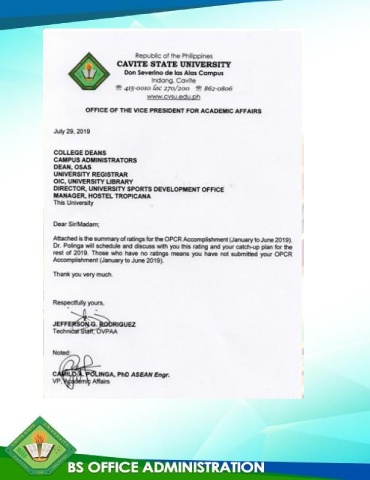 Republic of the Philippines
CAVITE STATE UNIVERSITY
Don Severino de las Alas Campus
Indang, Cavite
☏ 415-0010 loc 270/200 ☏ 862-0806
www.cvsu.edu.ph
OFFICE OF THE VICE PRESIDENT FOR ACADEMIC AFFAIRS
July 29, 2019
COLLEGE DEANS
CAMPUS ADMINISTRATORS
DEAN, OSAS
UNIVERSITY REGISTRAR
OIC, UNIVERSITY LIBRARY
DIRECTOR, UNIVERSITY SPORTS DEVELOPMENT OFFICE
MANAGER, HOSTEL TROPICANA
This University
Dear Sir/Madam;
Attached is the summary of ratings for the OPCR Accomplishment (January to June 2019).
Dr. Polinga will schedule and discuss with you this rating and your catch-up plan for the
rest of 2019. Those who have no ratings means you have not submitted your OPCR
Accomplishment (January to June 2019).
Thank you very much.
Respectfully yours,
JEFFERSON G. RODRIGUEZ
Technical Staff, OVPAA
Noted:
CAMILO A. POLINGA, PhD ASEAN Engr.
VP, Academic Affairs
BS OFFICE ADMINISTRATION